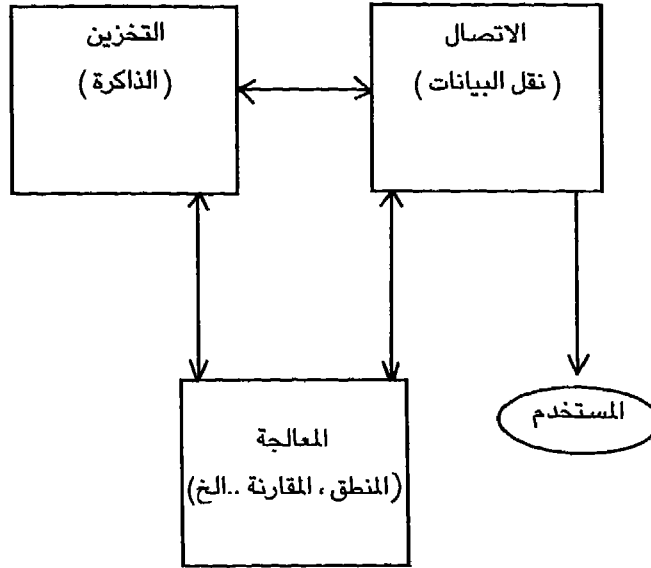 الاتصال
( نقل البيانات )
التخزين
( الذاكرة )
المستخدم
المعالجة
(المنطق ، المقارنة ..الخ)